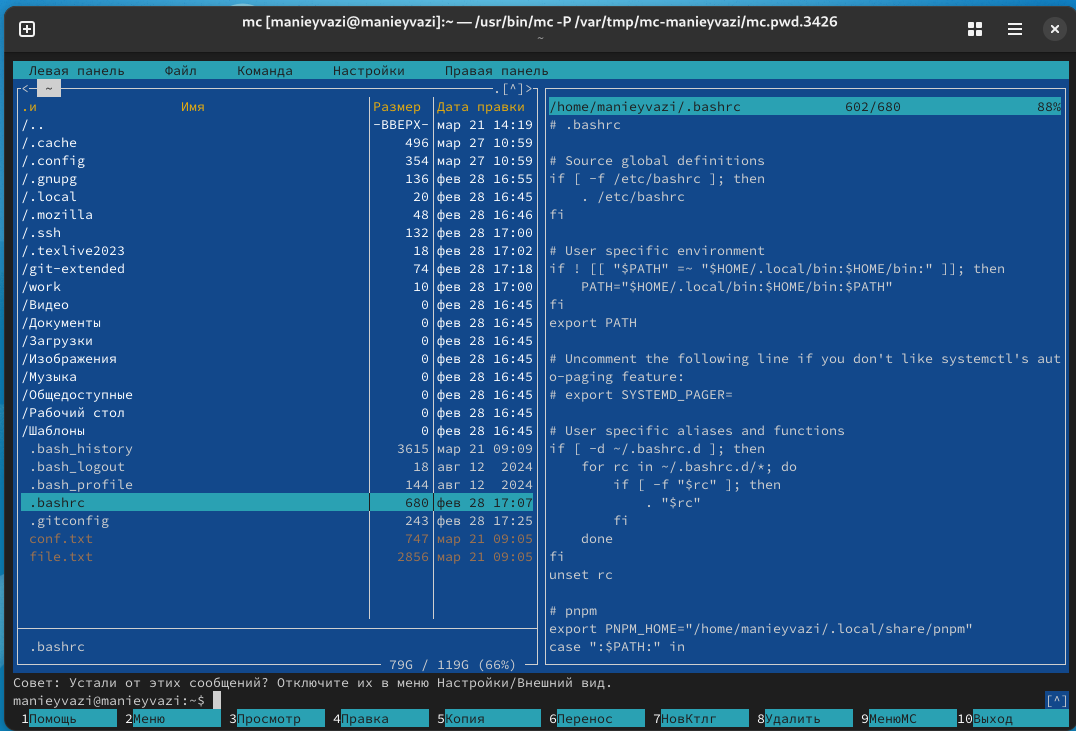 mc [manieyvazi@manieyvazi]:~ — /usr/bin/mc -P /var/tmp/mc-manieyvazi/mc.pwd.3426
~
Левая панель Файл Команда Настройки Правая панель
<─ ~ .[^]>
.и Имя Размер Дата правки
/.. -ВВЕРХ- мар 21 14:19
/.cache 496 мар 27 10:59
/.config 354 мар 27 10:59
/.gnupg 136 фев 28 16:55
/.local 20 фев 28 16:45
/.mozilla 48 фев 28 16:46
/.ssh 132 фев 28 17:00
/.texlive2023 18 фев 28 17:02
/git-extended 74 фев 28 17:18
/work 10 фев 28 17:00
/Видео 0 фев 28 16:45
/Документы 0 фев 28 16:45
/Загрузки 0 фев 28 16:45
/Изображения 0 фев 28 16:45
/Музыка 0 фев 28 16:45
/Общедоступные 0 фев 28 16:45
/Рабочий стол 0 фев 28 16:45
/Шаблоны 0 фев 28 16:45
.bash_history 3615 мар 21 09:09
.bash_logout 18 авг 12 2024
.bash_profile 144 авг 12 2024
.bashrc 680 фев 28 17:07
.gitconfig 243 фев 28 17:25
conf.txt 747 мар 21 09:05
file.txt 2856 мар 21 09:05
.bashrc
79G / 119G (66%)
/home/manieyvazi/.bashrc 602/680 88%
# .bashrc
# Source global definitions
if [ -f /etc/bashrc ]; then
    . /etc/bashrc
fi
# User specific environment
if ! [[ "$PATH" =~ "$HOME/.local/bin:$HOME/bin:" ]]; then
    PATH="$HOME/.local/bin:$HOME/bin:$PATH"
fi
export PATH
# Uncomment the following line if you don't like systemctl's aut
o-paging feature:
# export SYSTEMD_PAGER=
# User specific aliases and functions
if [ -d ~/.bashrc.d ]; then
    for rc in ~/.bashrc.d/*; do
        if [ -f "$rc" ]; then
            . "$rc"
        fi
    done
fi
unset rc
# pnpm
export PNPM_HOME="/home/manieyvazi/.local/share/pnpm"
case ":$PATH:" in
Совет: Устали от этих сообщений? Отключите их в меню Настройки/Внешний вид.
manieyvazi@manieyvazi:~$ [^]
1Помощь 2Меню 3Просмотр 4Правка 5Копия 6Перенос 7НовКтлг 8Удалить 9МенюМС 10Выход